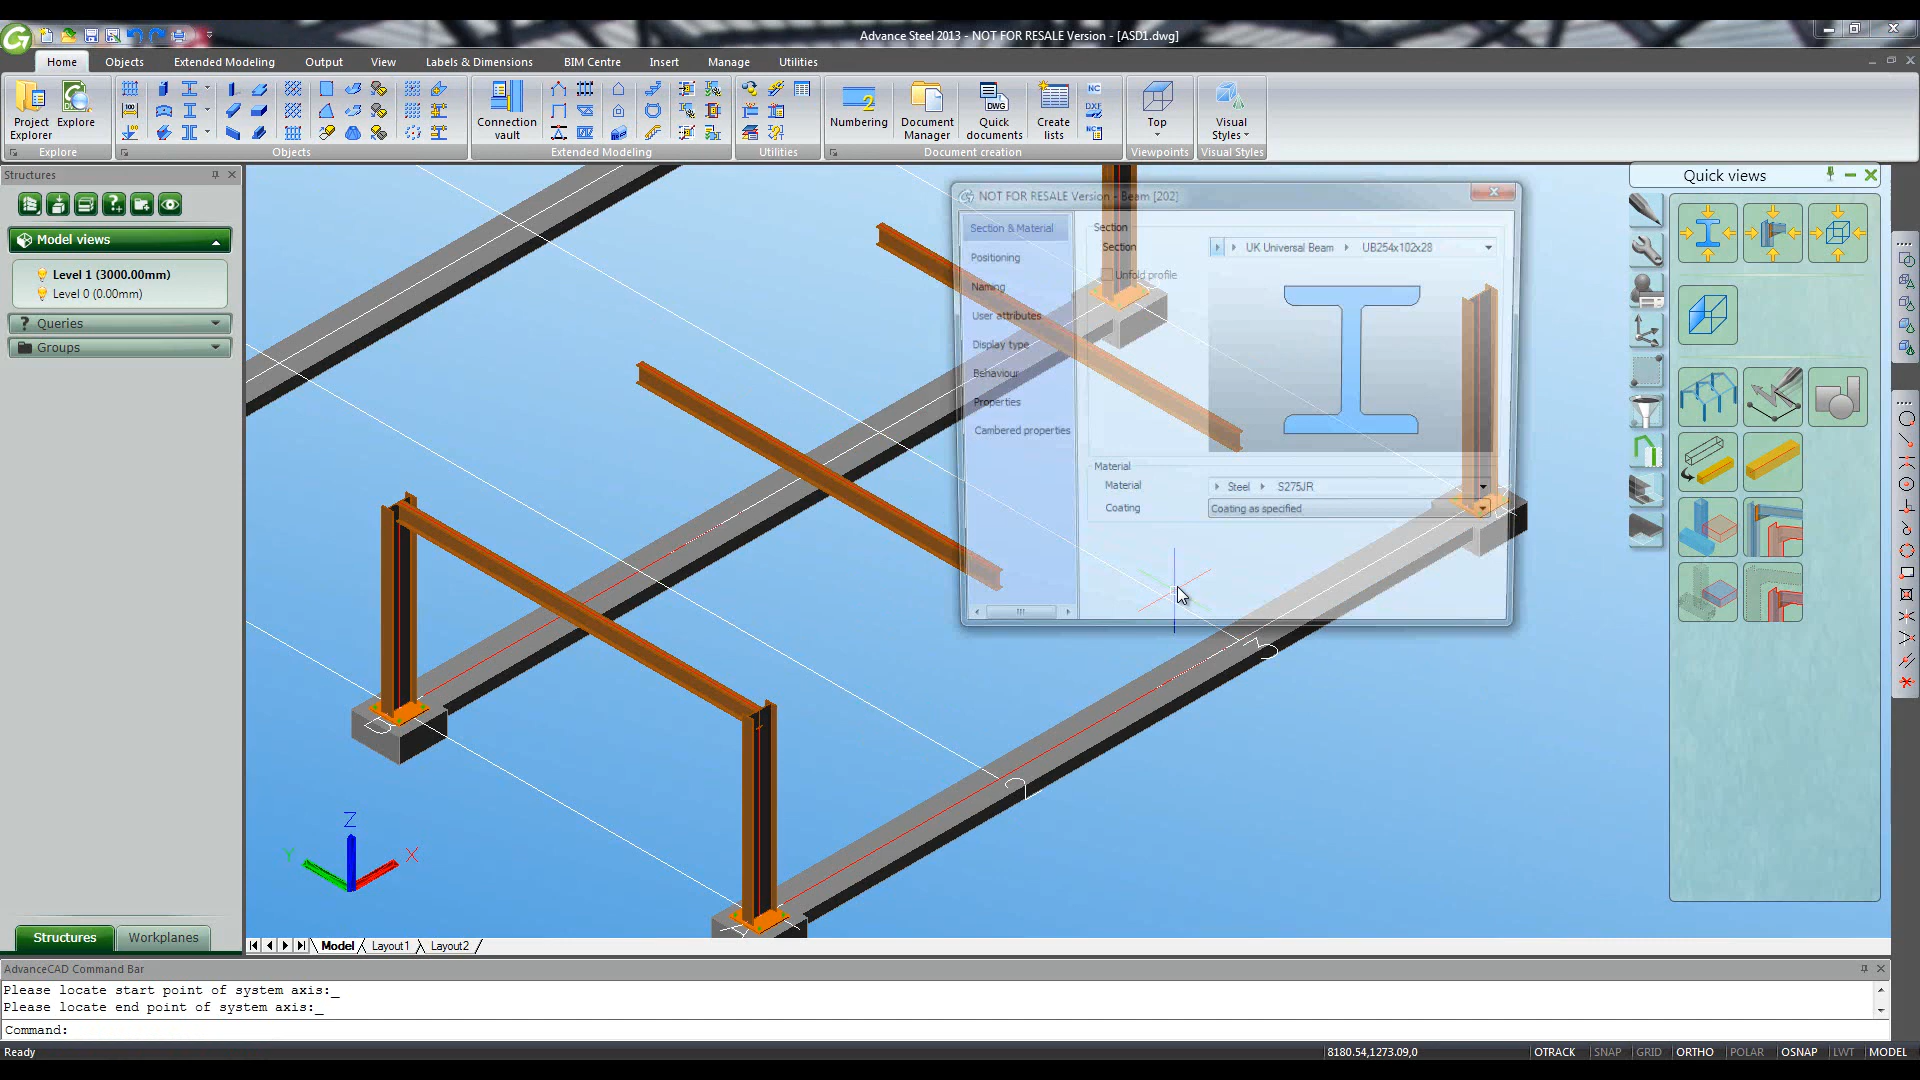 Advance Steel 2013 - NOT FOR RESALE Version - [ASD1.dwg]
Home Objects Extended Modeling Output View Labels & Dimensions BIM Centre Insert Manage Utilities
Project Explorer
Explore
Connection vault
Numbering
Document Manager
Quick documents
Create lists
Top
Visual Styles
2
DWG
NC
DXF
NC
Explore Objects Extended Modeling Utilities Document creation Viewpoints Visual Styles
Structures
Model views
Level 1 (3000.00mm)
Level 0 (0.00mm)
Queries
Groups
NOT FOR RESALE Version - Beam [202]
Section & Material
Positioning
Naming
User attributes
Display type
Behaviour
Properties
Cambered properties
Section
Section UK Universal Beam UB254x102x28
Unfold profile
Material
Material Steel S275JR
Coating Coating as specified
Quick views
Z
Y X
Structures Workplanes
Model Layout1 Layout2
AdvanceCAD Command Bar
Please locate start point of system axis:_
Please locate end point of system axis:_
Command:
Ready
8180.54,1273.09,0 OTRACK SNAP GRID ORTHO POLAR OSNAP LWT MODEL